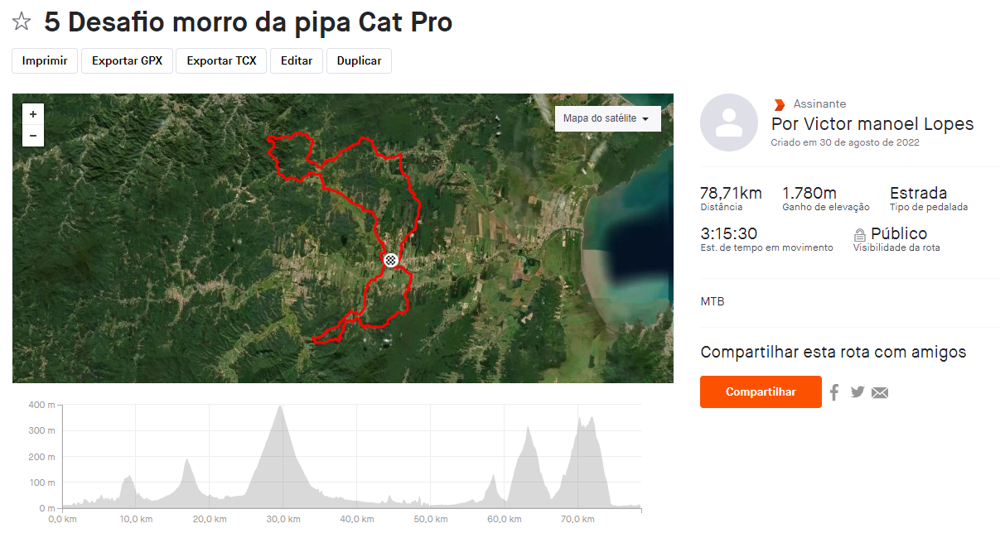 5 Desafio morro da pipa Cat Pro
Imprimir
Exportar GPX
Exportar TCX
Editar
Duplicar
+
−
Mapa do satélite
Assinante
Por Victor manoel Lopes
Criado em 30 de agosto de 2022
78,71km
Distância
1.780m
Ganho de elevação
Estrada
Tipo de pedalada
3:15:30
Est. de tempo em movimento
Público
Visibilidade da rota
MTB
Compartilhar esta rota com amigos
Compartilhar
400 m
300 m
200 m
100 m
0 m
0,0 km
10,0 km
20,0 km
30,0 km
40,0 km
50,0 km
60,0 km
70,0 km